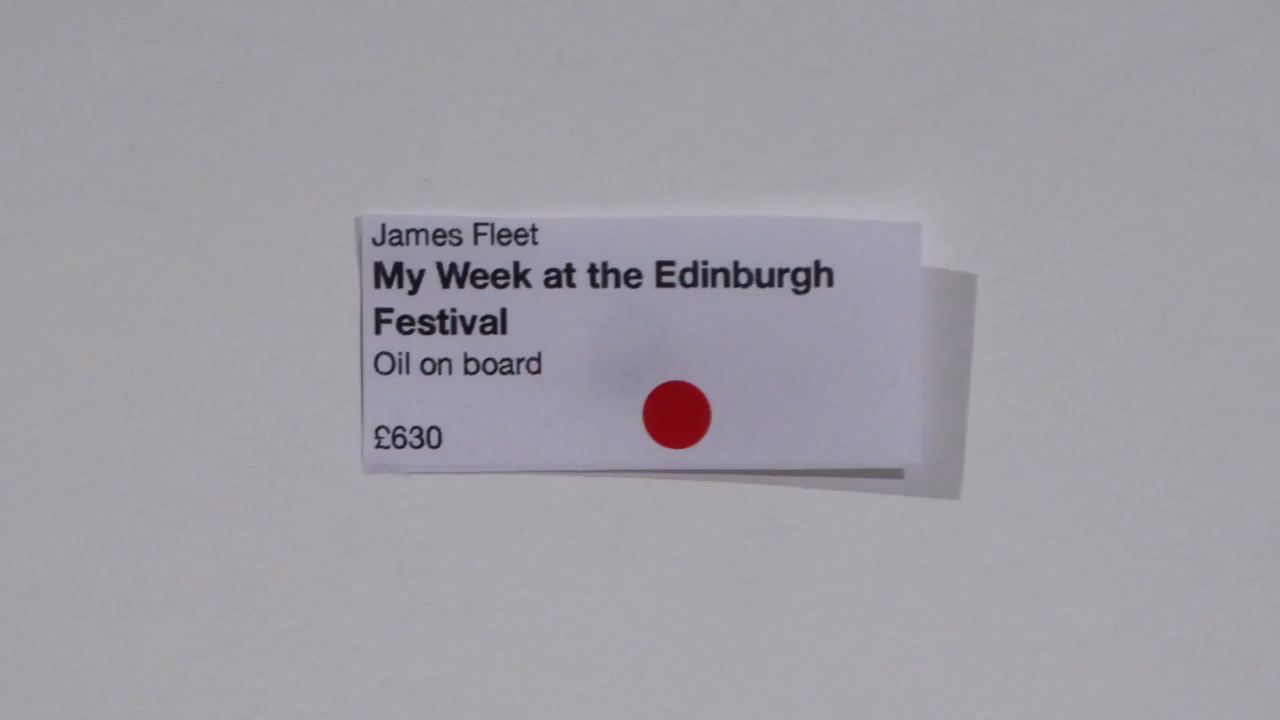 James Fleet
My Week at the Edinburgh
Festival
Oil on board
£630